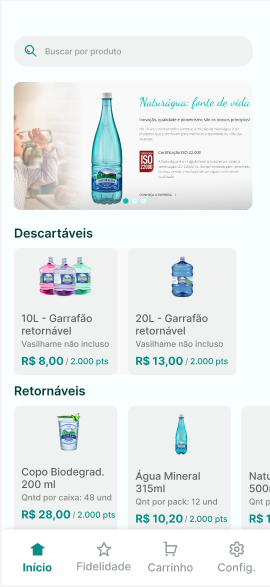 Buscar por produto
Naturágua: fonte de vida
Inovação, qualidade e pioneirismo são os nossos principais
ISO
22000
Certificação ISO 22.000
CONHEÇA A EMPRESA
Descartáveis
10L - Garrafão
retornável
Vasilhame não incluso
R$ 8,00 / 2.000 pts
20L - Garrafão
retornável
Vasilhame não incluso
R$ 13,00 / 2.000 pts
Retornáveis
Copo Biodegrad.
200 ml
Qntd por caixa: 48 und
R$ 28,00 / 2.000 pts
Água Mineral
315ml
Qnt por pack: 12 und
R$ 10,20 / 2.000 pts
Natu
500
Qnt
R$ 1
Início
Fidelidade
Carrinho
Config.